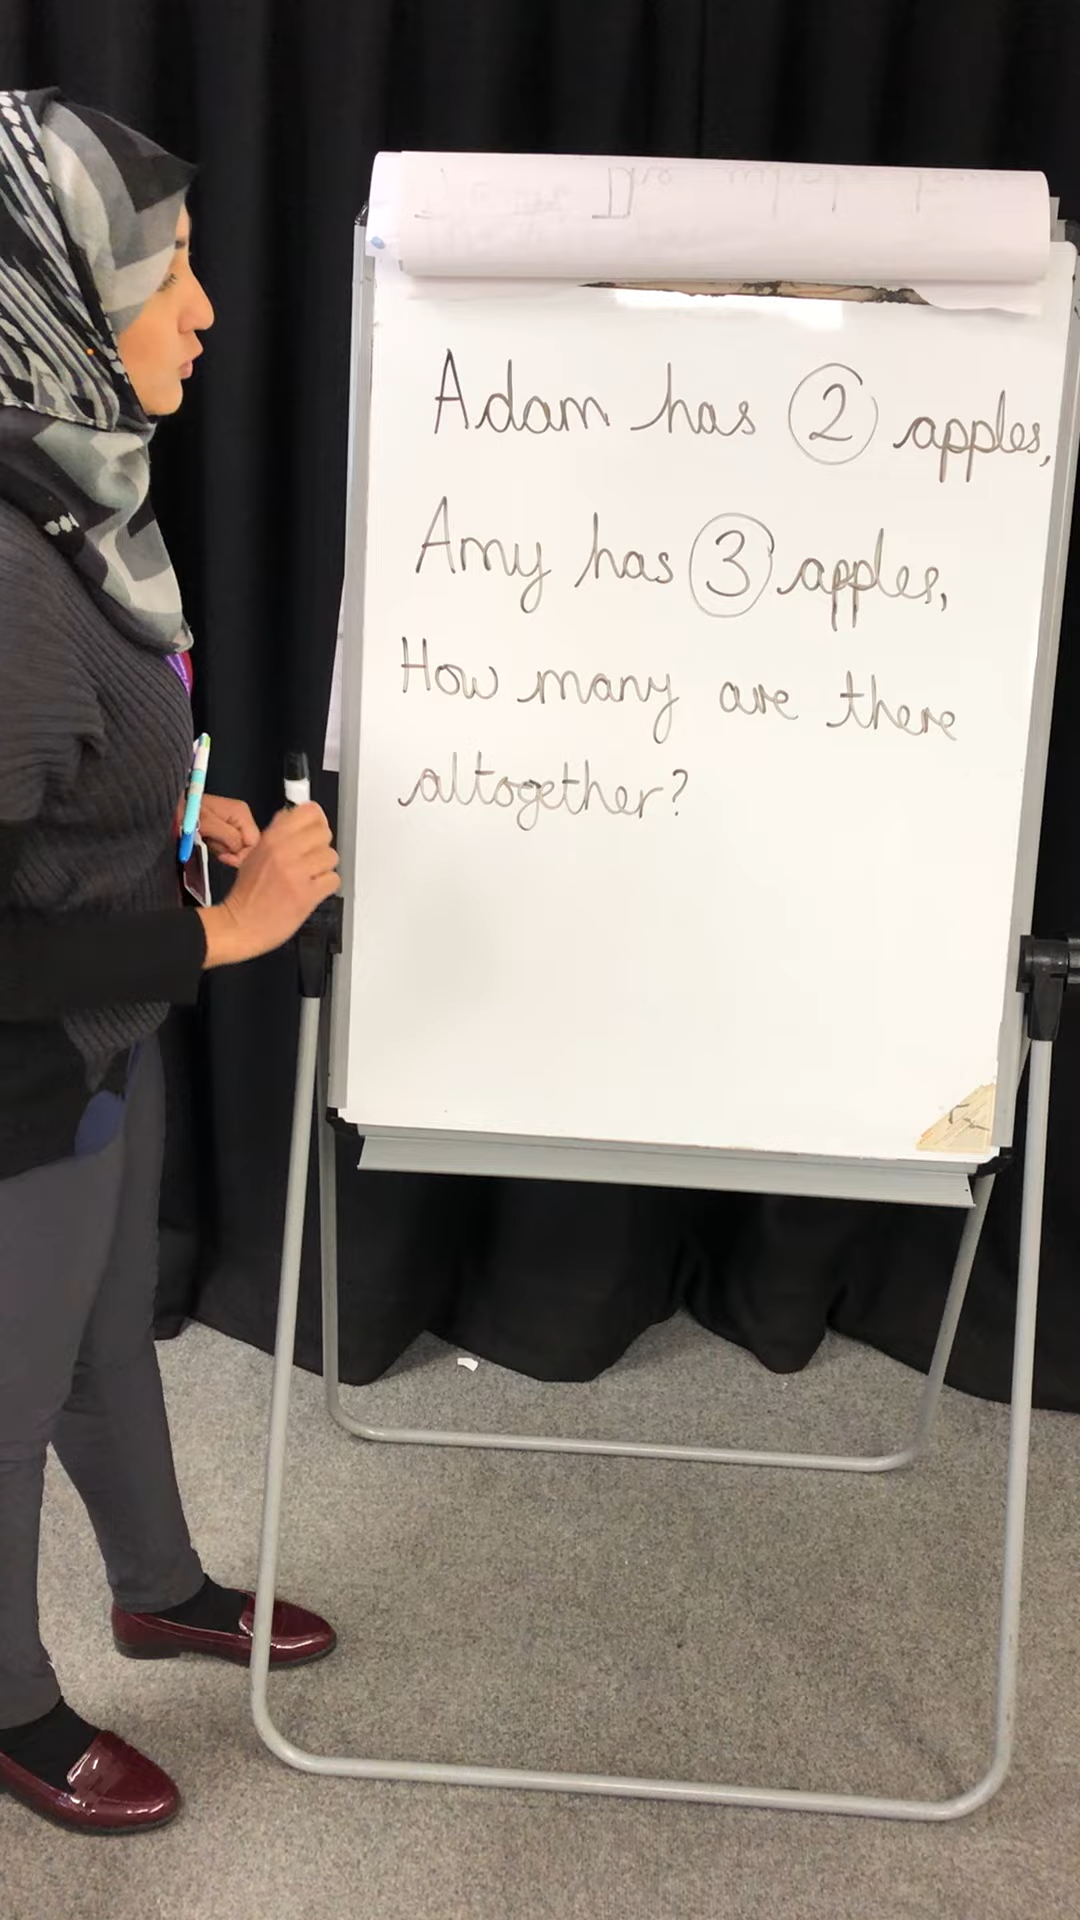 Adam has 2 apples,
Amy has 3 apples,
How many are there
altogether?